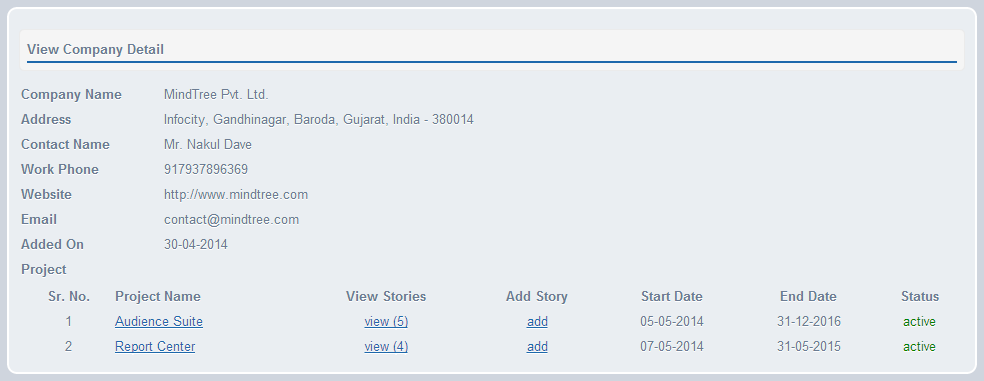 View Company Detail
Company Name MindTree Pvt. Ltd.
Address Infocity, Gandhinagar, Baroda, Gujarat, India - 380014
Contact Name Mr. Nakul Dave
Work Phone 917937896369
Website http://www.mindtree.com
Email contact@mindtree.com
Added On 30-04-2014
Project
Sr. No. Project Name View Stories Add Story Start Date End Date Status
1 Audience Suite view (5) add 05-05-2014 31-12-2016 active
2 Report Center view (4) add 07-05-2014 31-05-2015 active